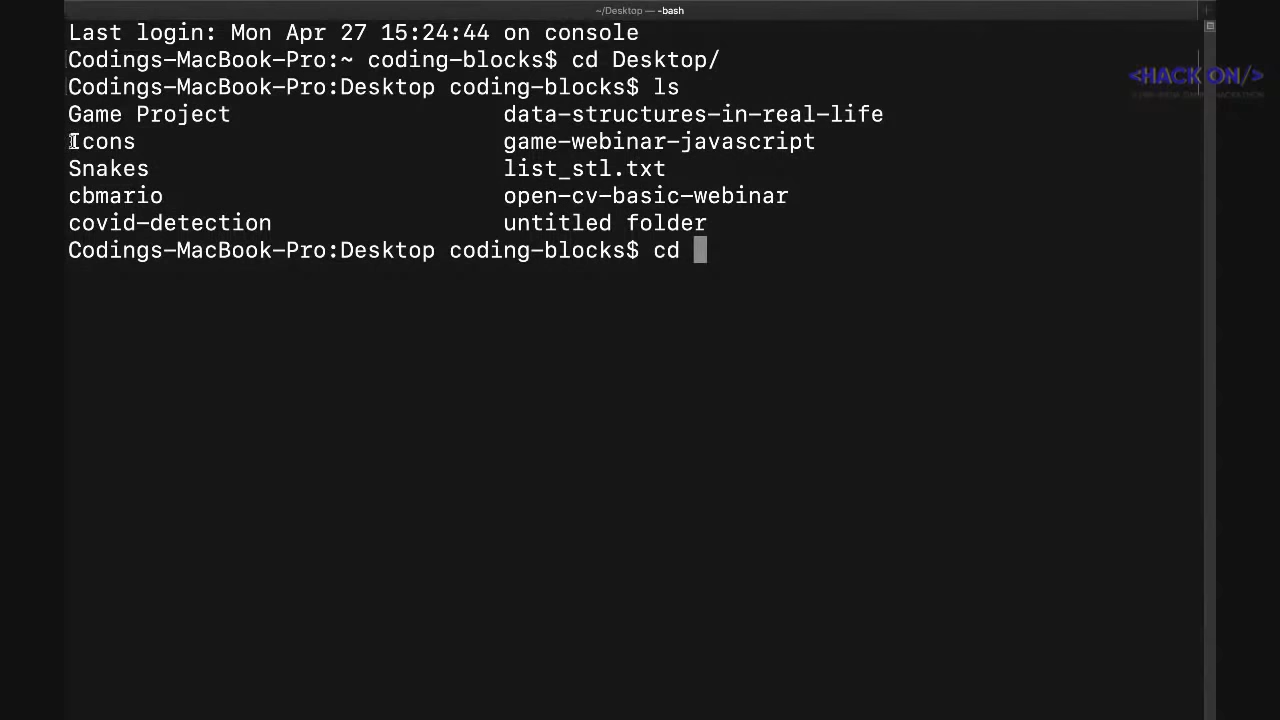 ~/Desktop — -bash
Last login: Mon Apr 27 15:24:44 on console
Codings-MacBook-Pro:~ coding-blocks$ cd Desktop/
Codings-MacBook-Pro:Desktop coding-blocks$ ls
Game Project data-structures-in-real-life
Icons game-webinar-javascript
Snakes list_stl.txt
cbmario open-cv-basic-webinar
covid-detection untitled folder
Codings-MacBook-Pro:Desktop coding-blocks$ cd
<HACK ON/>